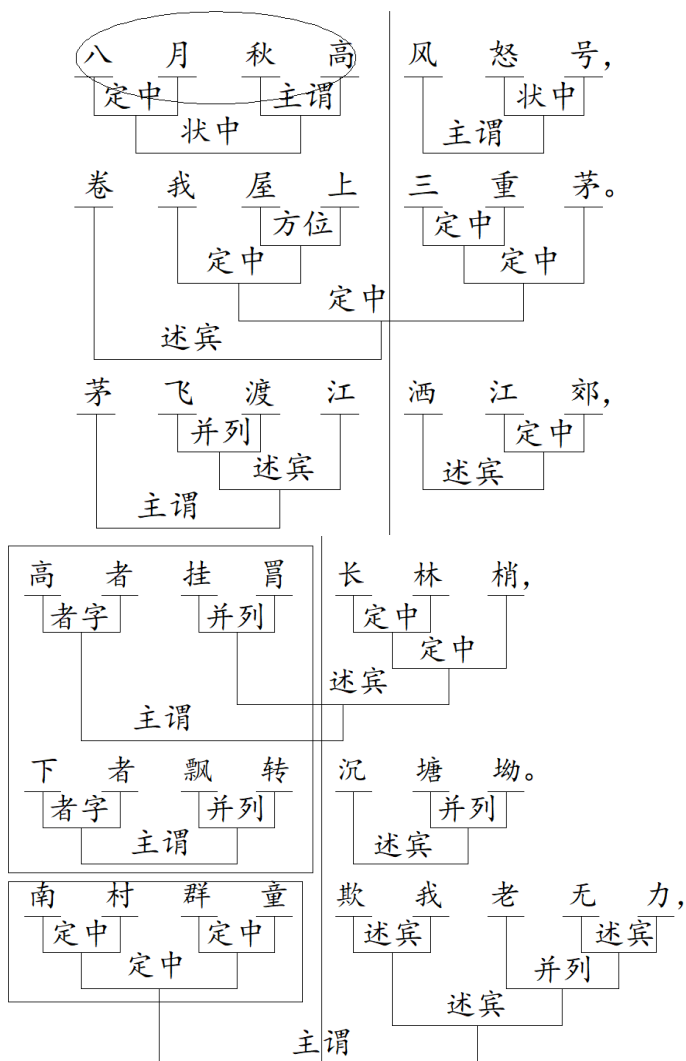 八 月 秋 高 风 怒 号，
定中 主谓 状中
状中 主谓
卷 我 屋 上 三 重 茅。
方位 定中
定中 定中
定中
述宾
茅 飞 渡 江 洒 江 郊，
并列 定中
述宾 述宾
主谓
高 者 挂 罥 长 林 梢，
者字 并列 定中
定中
述宾
主谓
下 者 飘 转 沉 塘 坳。
者字 并列 并列
主谓 述宾
南 村 群 童 欺 我 老 无 力，
定中 定中 述宾 述宾
定中 并列
述宾
主谓